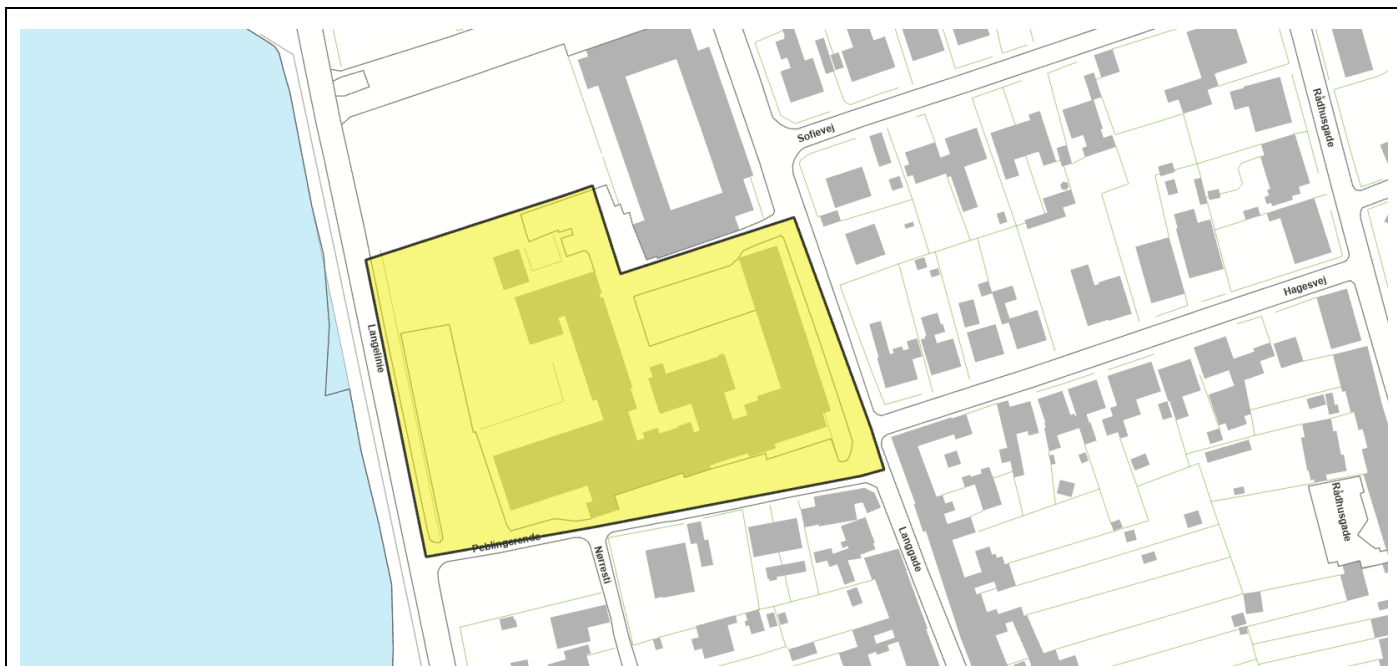 Sofievej
Rådhusgade
Hagesvej
Langelinie
Rådhusgade
Peblingerende
Nørresti
Langgade